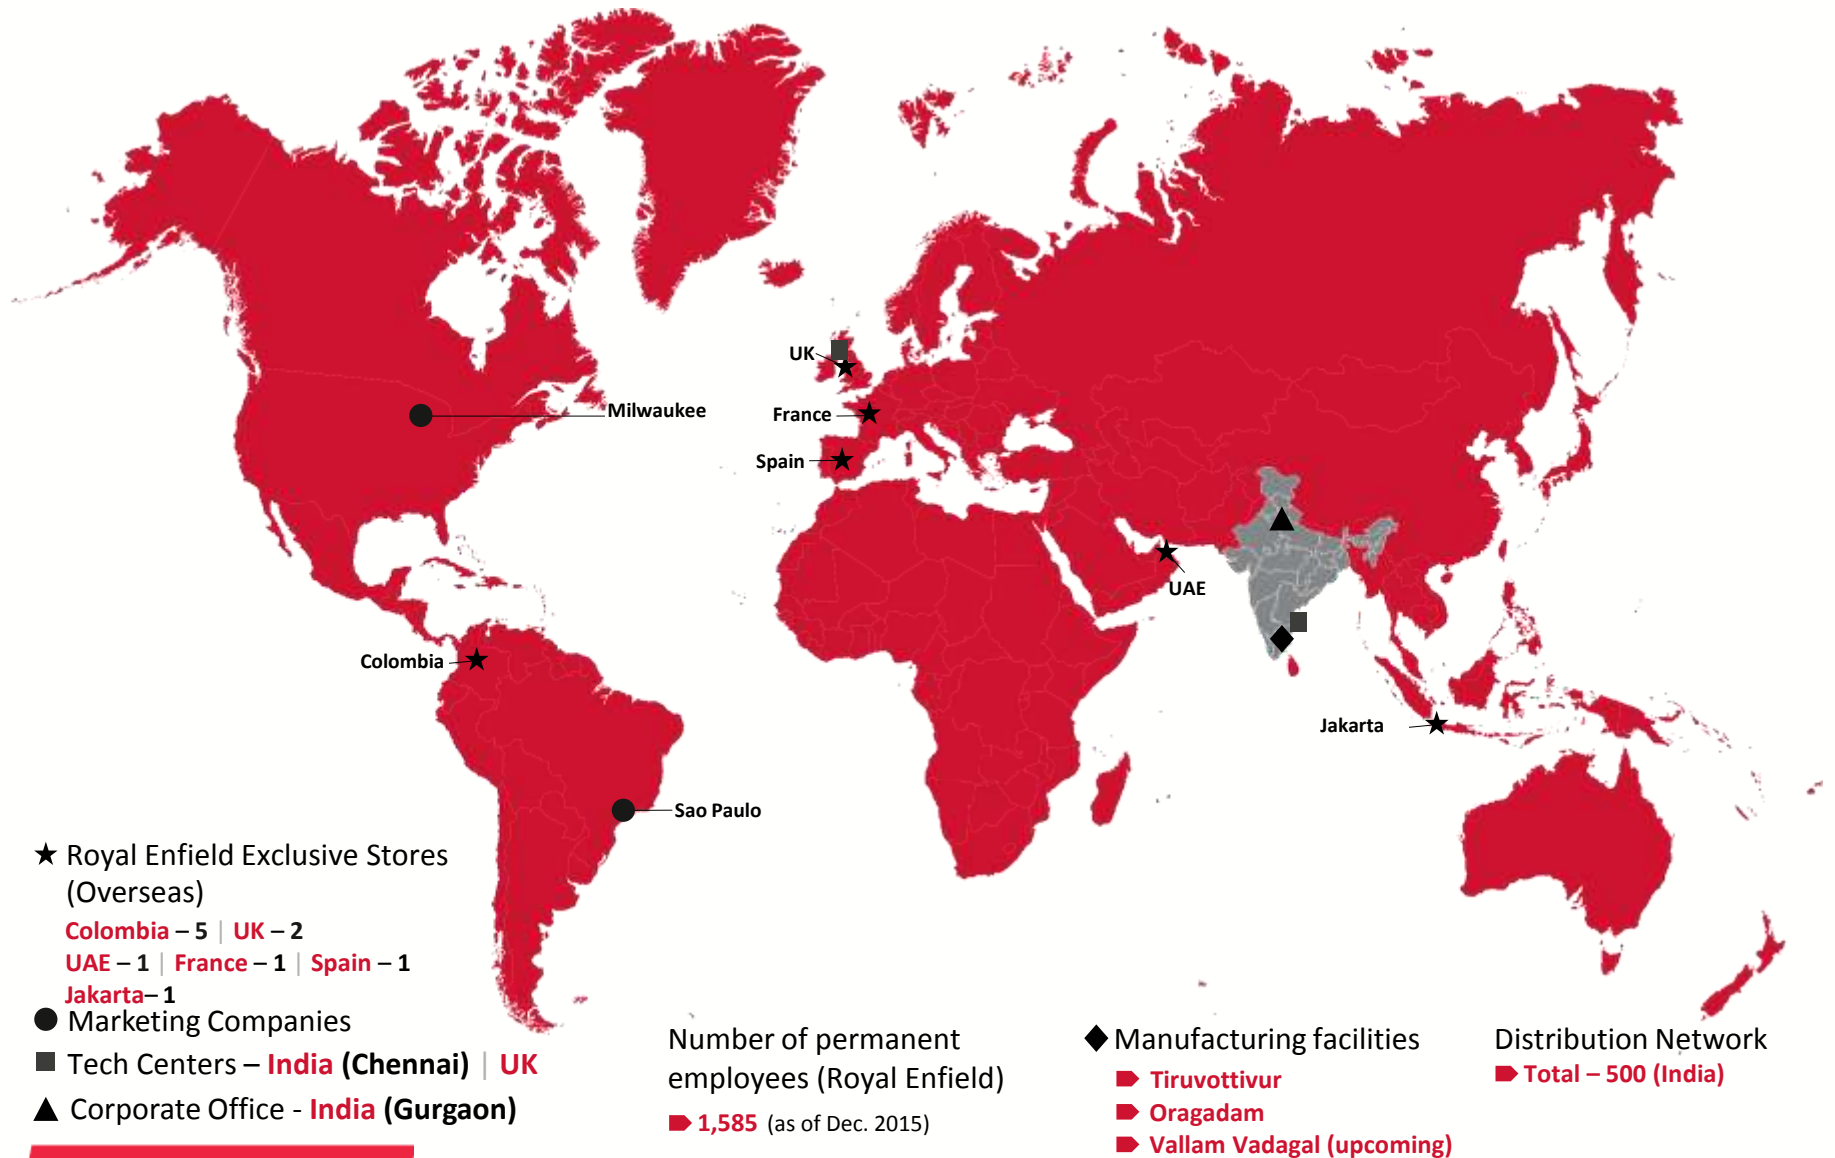 UK
France
Milwaukee
Spain
UAE
Colombia
Jakarta
Sao Paulo
Royal Enfield Exclusive Stores
(Overseas)
Colombia – 5 | UK – 2
UAE – 1 | France – 1 | Spain – 1
Jakarta– 1
Marketing Companies
Tech Centers – India (Chennai) | UK
Corporate Office - India (Gurgaon)
Number of permanent
employees (Royal Enfield)
1,585 (as of Dec. 2015)
Manufacturing facilities
Tiruvottivur
Oragadam
Vallam Vadagal (upcoming)
Distribution Network
Total – 500 (India)